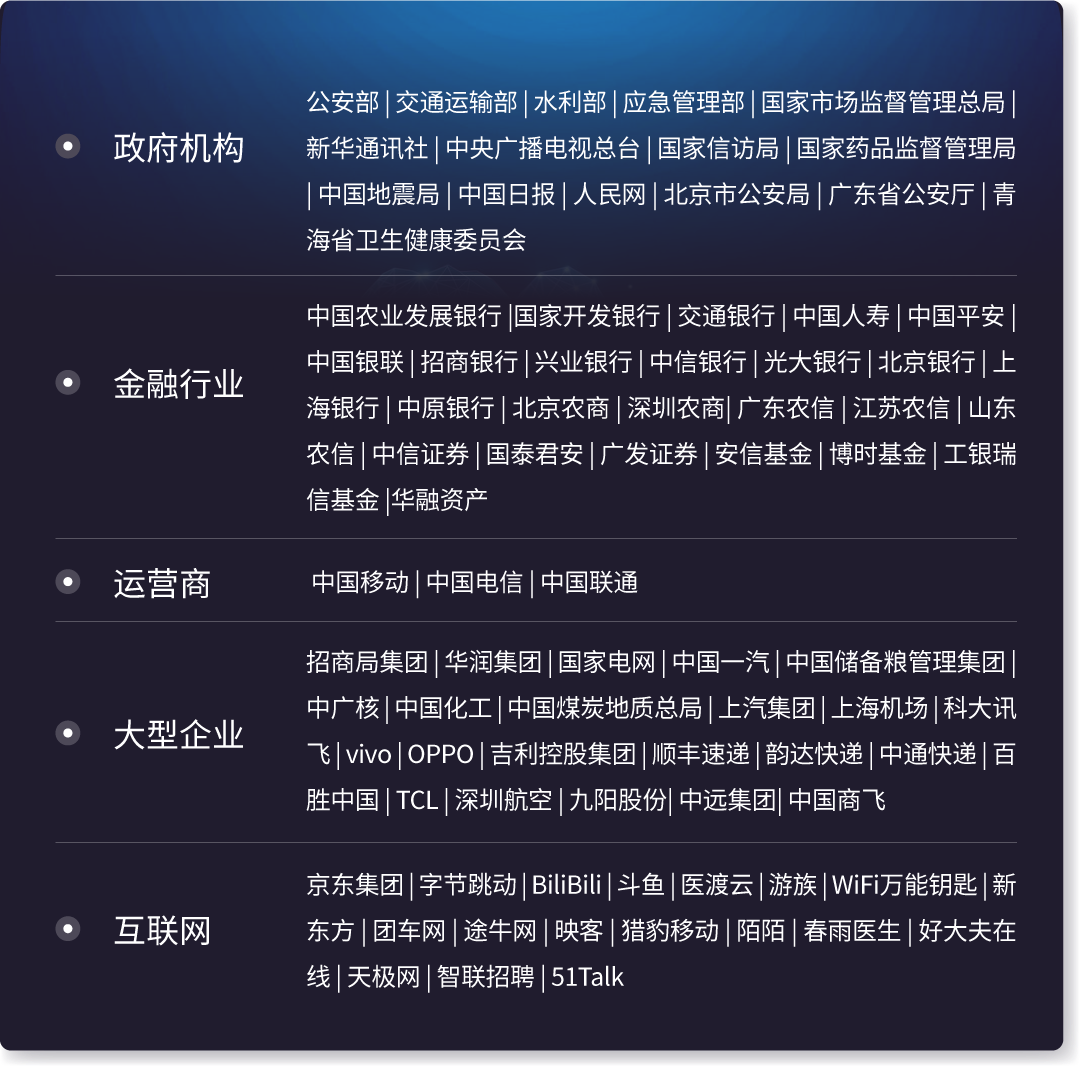 政府机构
公安部 | 交通运输部 | 水利部 | 应急管理部 | 国家市场监督管理总局 |
新华通讯社 | 中央广播电视总台 | 国家信访局 | 国家药品监督管理局
| 中国地震局 | 中国日报 | 人民网 | 北京市公安局 | 广东省公安厅 | 青
海省卫生健康委员会
金融行业
中国农业发展银行 |国家开发银行 | 交通银行 | 中国人寿 | 中国平安 |
中国银联 | 招商银行 | 兴业银行 | 中信银行 | 光大银行 | 北京银行 | 上
海银行 | 中原银行 | 北京农商 | 深圳农商| 广东农信 | 江苏农信 | 山东
农信 | 中信证券 | 国泰君安 | 广发证券 | 安信基金 | 博时基金 | 工银瑞
信基金 |华融资产
运营商
中国移动 | 中国电信 | 中国联通
大型企业
招商局集团 | 华润集团 | 国家电网 | 中国一汽 | 中国储备粮管理集团 |
中广核 | 中国化工 | 中国煤炭地质总局 | 上汽集团 | 上海机场 | 科大讯
飞 | vivo | OPPO | 吉利控股集团 | 顺丰速递 | 韵达快递 | 中通快递 | 百
胜中国 | TCL | 深圳航空 | 九阳股份| 中远集团| 中国商飞
互联网
京东集团 | 字节跳动 | BiliBili | 斗鱼 | 医渡云 | 游族 | WiFi万能钥匙 | 新
东方 | 团车网 | 途牛网 | 映客 | 猎豹移动 | 陌陌 | 春雨医生 | 好大夫在
线 | 天极网 | 智联招聘 | 51Talk